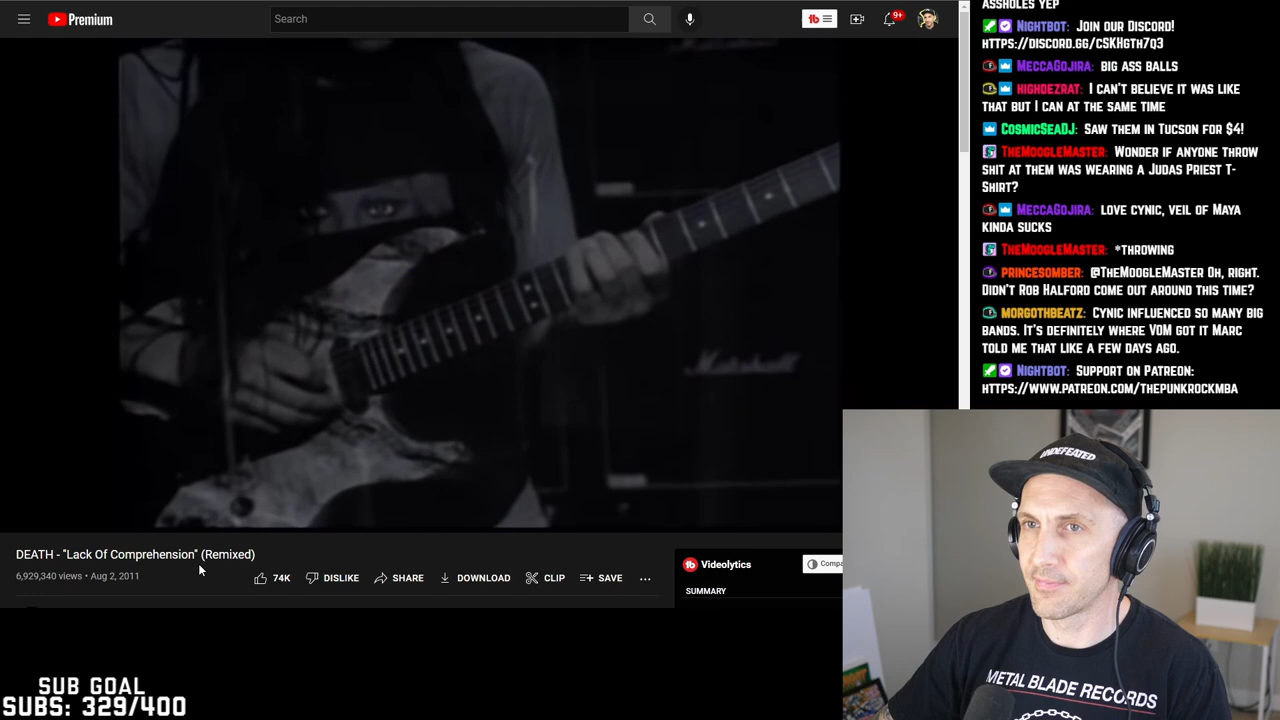 Premium
Search
9+
Marshall
DEATH - "Lack Of Comprehension" (Remixed)
6,929,340 views • Aug 2, 2011
74K
DISLIKE
SHARE
DOWNLOAD
CLIP
SAVE
Videolytics
SUMMARY
SUB GOAL
SUBS: 329/400
ASSHOLES YEP
NIGHTBOT: JOIN OUR DISCORD!
HTTPS://DISCORD.GG/CSKHGTH7Q3
MECCAGOJIRA: BIG ASS BALLS
HIGHDEZRAT: I CAN'T BELIEVE IT WAS LIKE
THAT BUT I CAN AT THE SAME TIME
COSMICSEADJ: SAW THEM IN TUCSON FOR $4!
THEMOOGLEMASTER: WONDER IF ANYONE THROW
SHIT AT THEM WAS WEARING A JUDAS PRIEST T-
SHIRT?
MECCAGOJIRA: LOVE CYNIC, VEIL OF MAYA
KINDA SUCKS
THEMOOGLEMASTER: *THROWING
PRINCESOMBER: @THEMOOGLEMASTER OH, RIGHT.
DIDN'T ROB HALFORD COME OUT AROUND THIS TIME?
MORGOTHBEATZ: CYNIC INFLUENCED SO MANY BIG
BANDS. IT'S DEFINITELY WHERE VOM GOT IT MARC
TOLD ME THAT LIKE A FEW DAYS AGO.
NIGHTBOT: SUPPORT ON PATREON:
HTTPS://WWW.PATREON.COM/THEPUNKROCKMBA
UNDEFEATED
METAL BLADE RECORDS